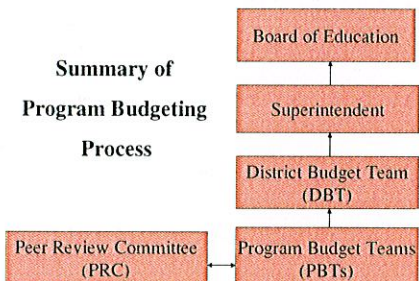 Summary of
Program Budgeting
Process
Board of Education
Superintendent
District Budget Team
(DBT)
Peer Review Committee
(PRC)
Program Budget Teams
(PBTs)